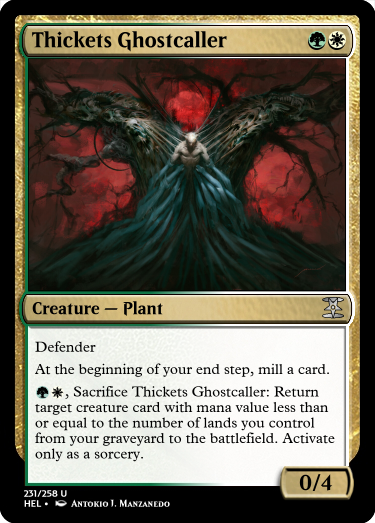 Thickets Ghostcaller
Creature — Plant
Defender
At the beginning of your end step, mill a card.
, Sacrifice Thickets Ghostcaller: Return
target creature card with mana value less than
or equal to the number of lands you control
from your graveyard to the battlefield. Activate
only as a sorcery.
0/4
231/258 U
HEL • Antokio J. Manzanedo